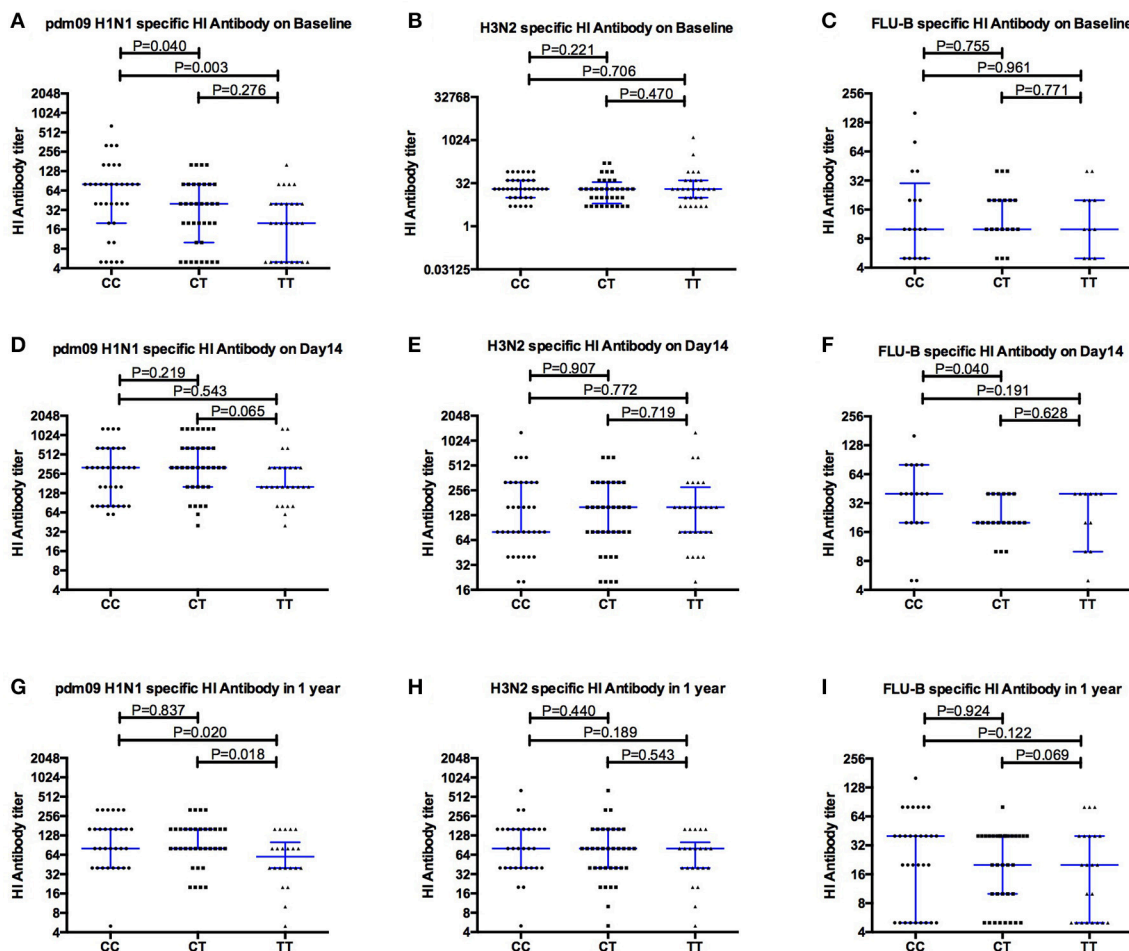 A
pdm09 H1N1 specific HI Antibody on Baseline
P=0.040
P=0.003
P=0.276
HI Antibody titer
2048
1024
512
256
128
64
32
16
8
4
CC CT TT
B
H3N2 specific HI Antibody on Baseline
P=0.221
P=0.706
P=0.470
HI Antibody titer
32768
1024
32
1
0.03125
CC CT TT
C
FLU-B specific HI Antibody on Baseline
P=0.755
P=0.961
P=0.771
HI Antibody titer
256
128
64
32
16
8
4
CC CT TT
D
pdm09 H1N1 specific HI Antibody on Day14
P=0.219
P=0.543
P=0.065
HI Antibody titer
2048
1024
512
256
128
64
32
16
8
4
CC CT TT
E
H3N2 specific HI Antibody on Day14
P=0.907
P=0.772
P=0.719
HI Antibody titer
2048
1024
512
256
128
64
32
16
CC CT TT
F
FLU-B specific HI Antibody on Day14
P=0.040
P=0.191
P=0.628
HI Antibody titer
256
128
64
32
16
8
4
CC CT TT
G
pdm09 H1N1 specific HI Antibody in 1 year
P=0.837
P=0.020
P=0.018
HI Antibody titer
2048
1024
512
256
128
64
32
16
8
4
CC CT TT
H
H3N2 specific HI Antibody in 1 year
P=0.440
P=0.189
P=0.543
HI Antibody titer
2048
1024
512
256
128
64
32
16
8
4
CC CT TT
I
FLU-B specific HI Antibody in 1 year
P=0.924
P=0.122
P=0.069
HI Antibody titer
256
128
64
32
16
8
4
CC CT TT